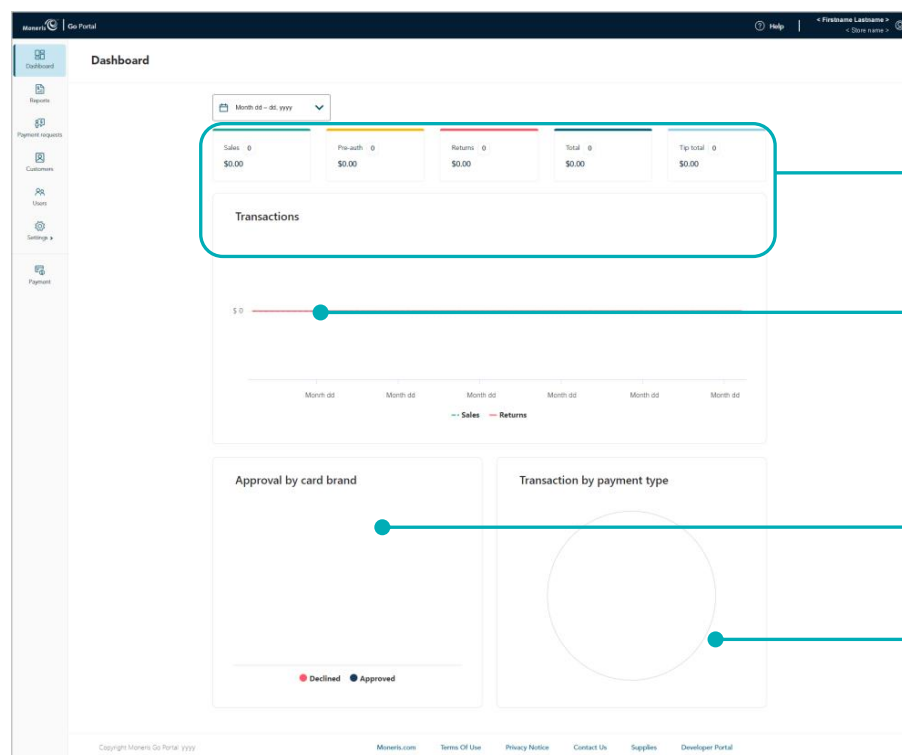 Moneris Go Portal
Help
< Firstname Lastname >
< Store name >
Dashboard
Dashboard
Reports
Payment requests
Customers
Users
Settings
Payment
Month dd – dd, yyyy
Sales 0
$0.00
Pre-auth 0
$0.00
Returns 0
$0.00
Total 0
$0.00
Tip total 0
$0.00
Transactions
$ 0
Month dd Month dd Month dd Month dd Month dd Month dd
Sales Returns
Approval by card brand
Declined Approved
Transaction by payment type
Copyright Moneris Go Portal yyyy
Moneris.com Terms Of Use Privacy Notice Contact Us Supplies Developer Portal